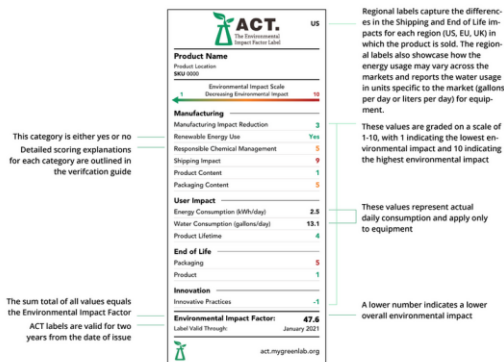 ACT.
US
The Environmental
Impact Factor Label
Product Name
Product Location
SKU 0000
Environmental Impact Scale
Decreasing Environmental Impact
1
10
Manufacturing
Manufacturing Impact Reduction 3
Renewable Energy Use Yes
Responsible Chemical Management 5
Shipping Impact 9
Product Content 1
Packaging Content 5
User Impact
Energy Consumption (kWh/day) 2.5
Water Consumption (gallons/day) 13.1
Product Lifetime 4
End of Life
Packaging 5
Product 1
Innovation
Innovative Practices -1
Environmental Impact Factor: 47.6
Label Valid Through: January 2021
act.mygreenlab.org
This category is either yes or no
Detailed scoring explanations
for each category are outlined in
the verifcation guide
The sum total of all values equals
the Environmental Impact Factor
ACT labels are valid for two
years from the date of issue
Regional labels capture the differenc-
es in the Shipping and End of Life im-
pacts for each region (US, EU, UK) in
which the product is sold. The region-
al labels also showcase how the
energy usage may vary across the
markets and reports the water usage
in units specific to the market (gallons
per day or liters per day) for equip-
ment.
These values are graded on a scale of
1-10, with 1 indicating the lowest en-
vironmental impact and 10 indicating
the highest environmental impact
These values represent actual
daily consumption and apply only
to equipment
A lower number indicates a lower
overall environmental impact